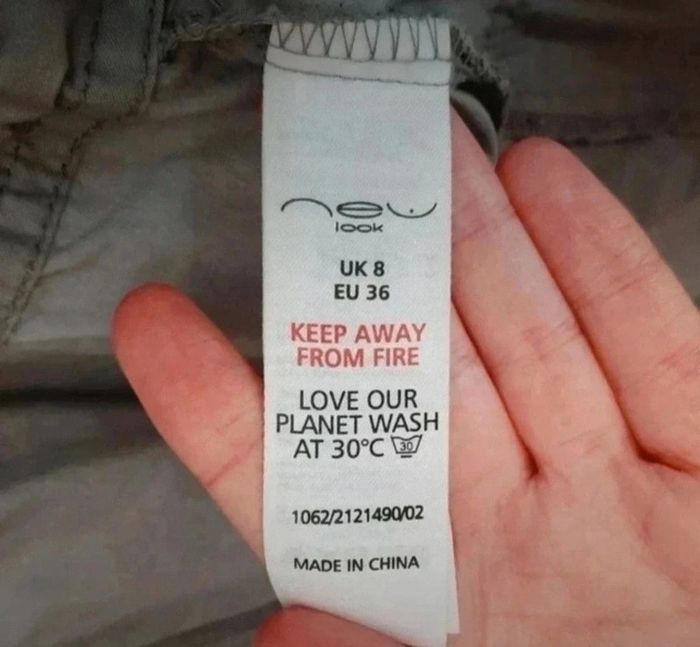 new
look
UK 8
EU 36
KEEP AWAY
FROM FIRE
LOVE OUR
PLANET WASH
AT 30°C 30
1062/2121490/02
MADE IN CHINA